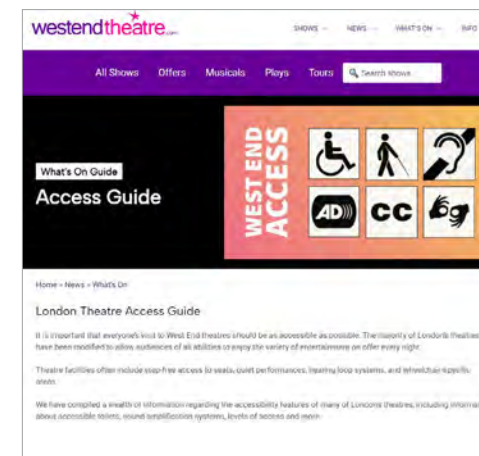 westendtheatre.com
SHOWS NEWS WHAT'S ON INFO
All Shows Offers Musicals Plays Tours Search shows
What's On Guide
Access Guide
WEST END
ACCESS
AD CC
Home » News » What's On
London Theatre Access Guide
It is important that everyone's visit to West End theatres should be as accessible as possible. The majority of London's theatres
have been modified to allow audiences of all abilities to enjoy the variety of entertainment on offer every night.
Theatre facilities often include step-free access to seats, quiet performances, hearing loop systems, and wheelchair-specific
areas.
We have compiled a wealth of information regarding the accessibility features of many of London's theatres, including informat
about accessible toilets, sound amplification systems, levels of access and more.